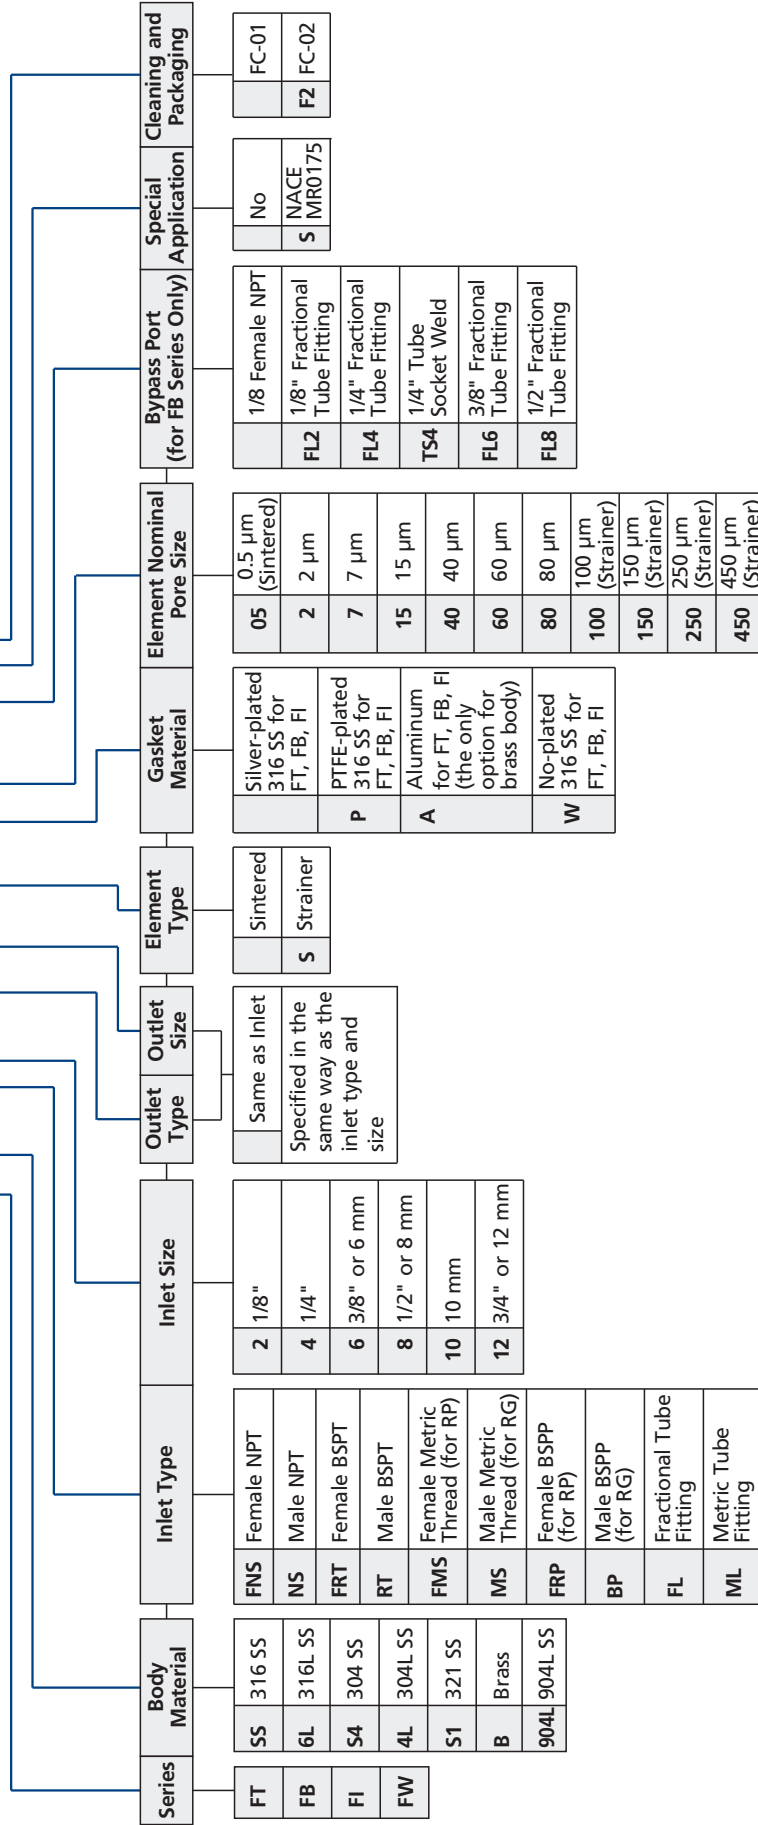 Series
FT
FB
FI
FW
Body
Material
SS 316 SS
6L 316L SS
S4 304 SS
4L 304L SS
S1 321 SS
B Brass
904L 904L SS
Inlet Type
FNS Female NPT
NS Male NPT
FRT Female BSPT
RT Male BSPT
FMS Female Metric
Thread (for RP)
MS Male Metric
Thread (for RG)
FRP Female BSPP
(for RP)
BP Male BSPP
(for RG)
FL Fractional Tube
Fitting
ML Metric Tube
Fitting
Inlet Size
2 1/8"
4 1/4"
6 3/8" or 6 mm
8 1/2" or 8 mm
10 10 mm
12 3/4" or 12 mm
Outlet
Type
Outlet
Size
Same as Inlet
Specified in the
same way as the
inlet type and
size
Element
Type
Sintered
S Strainer
Gasket
Material
Silver-plated
316 SS for
FT, FB, FI
P PTFE-plated
316 SS for
FT, FB, FI
A Aluminum
for FT, FB, FI
(the only
option for
brass body)
W No-plated
316 SS for
FT, FB, FI
Element Nominal
Pore Size
05 0.5 µm
(Sintered)
2 2 µm
7 7 µm
15 15 µm
40 40 µm
60 60 µm
80 80 µm
100 100 µm
(Strainer)
150 150 µm
(Strainer)
250 250 µm
(Strainer)
450 450 µm
(Strainer)
Bypass Port
(for FB Series Only)
1/8 Female NPT
FL2 1/8" Fractional
Tube Fitting
FL4 1/4" Fractional
Tube Fitting
TS4 1/4" Tube
Socket Weld
FL6 3/8" Fractional
Tube Fitting
FL8 1/2" Fractional
Tube Fitting
Special
Application
No
S NACE
MR0175
Cleaning and
Packaging
FC-01
F2 FC-02